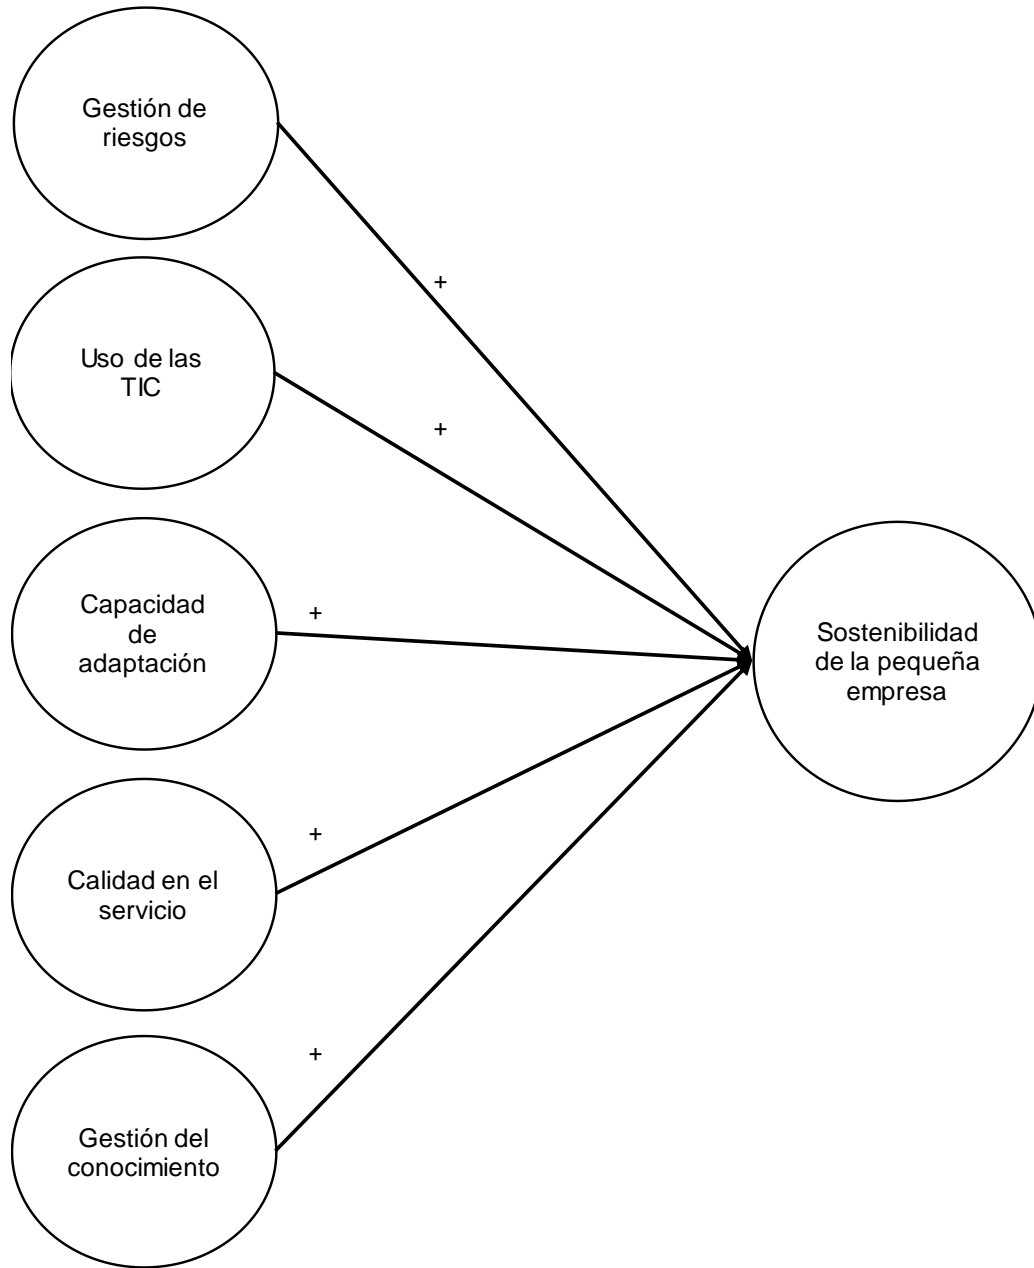 Gestión de
riesgos
+
Uso de las
TIC
+
Capacidad
de
adaptación
+
Sostenibilidad
de la pequeña
empresa
+
Calidad en el
servicio
+
Gestión del
conocimiento